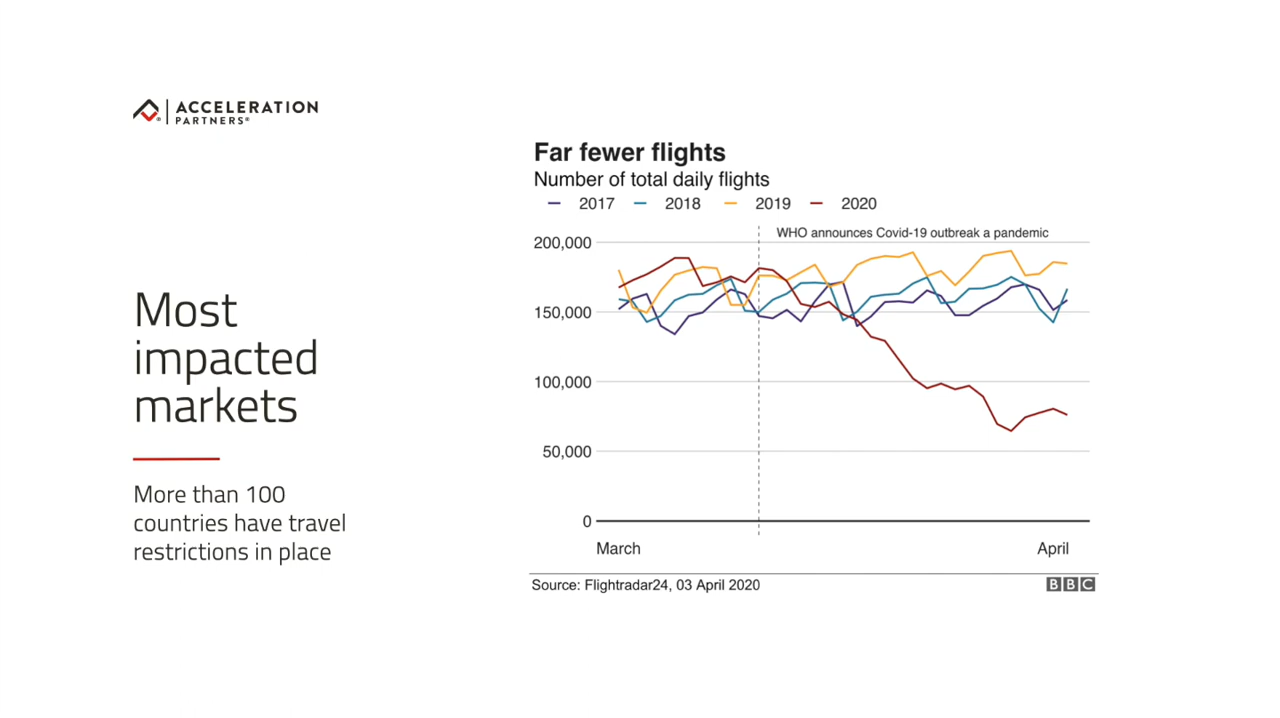 ACCELERATION
PARTNERS®
Most
impacted
markets
More than 100
countries have travel
restrictions in place
Far fewer flights
Number of total daily flights
2017 2018 2019 2020
WHO announces Covid-19 outbreak a pandemic
200,000
150,000
100,000
50,000
0
March April
Source: Flightradar24, 03 April 2020 BBC